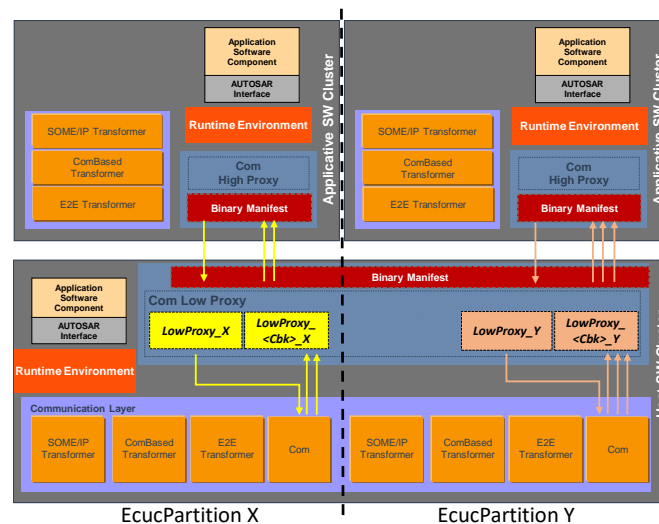 Application
Software
Component
AUTOSAR
Interface
Runtime Environment
SOME/IP Transformer
ComBased
Transformer
E2E Transformer
Com
High Proxy
Binary Manifest
Applicative SW Cluster
Application
Software
Component
AUTOSAR
Interface
Runtime Environment
SOME/IP Transformer
ComBased
Transformer
E2E Transformer
Com
High Proxy
Binary Manifest
Applicative SW Cluster
Binary Manifest
Application
Software
Component
AUTOSAR
Interface
Runtime Environment
Com Low Proxy
LowProxy_X
LowProxy_
<Cbk>_X
LowProxy_Y
LowProxy_
<Cbk>_Y
Communication Layer
SOME/IP
Transformer
ComBased
Transformer
E2E
Transformer
Com
SOME/IP
Transformer
ComBased
Transformer
E2E
Transformer
Com
EcucPartition X
EcucPartition Y